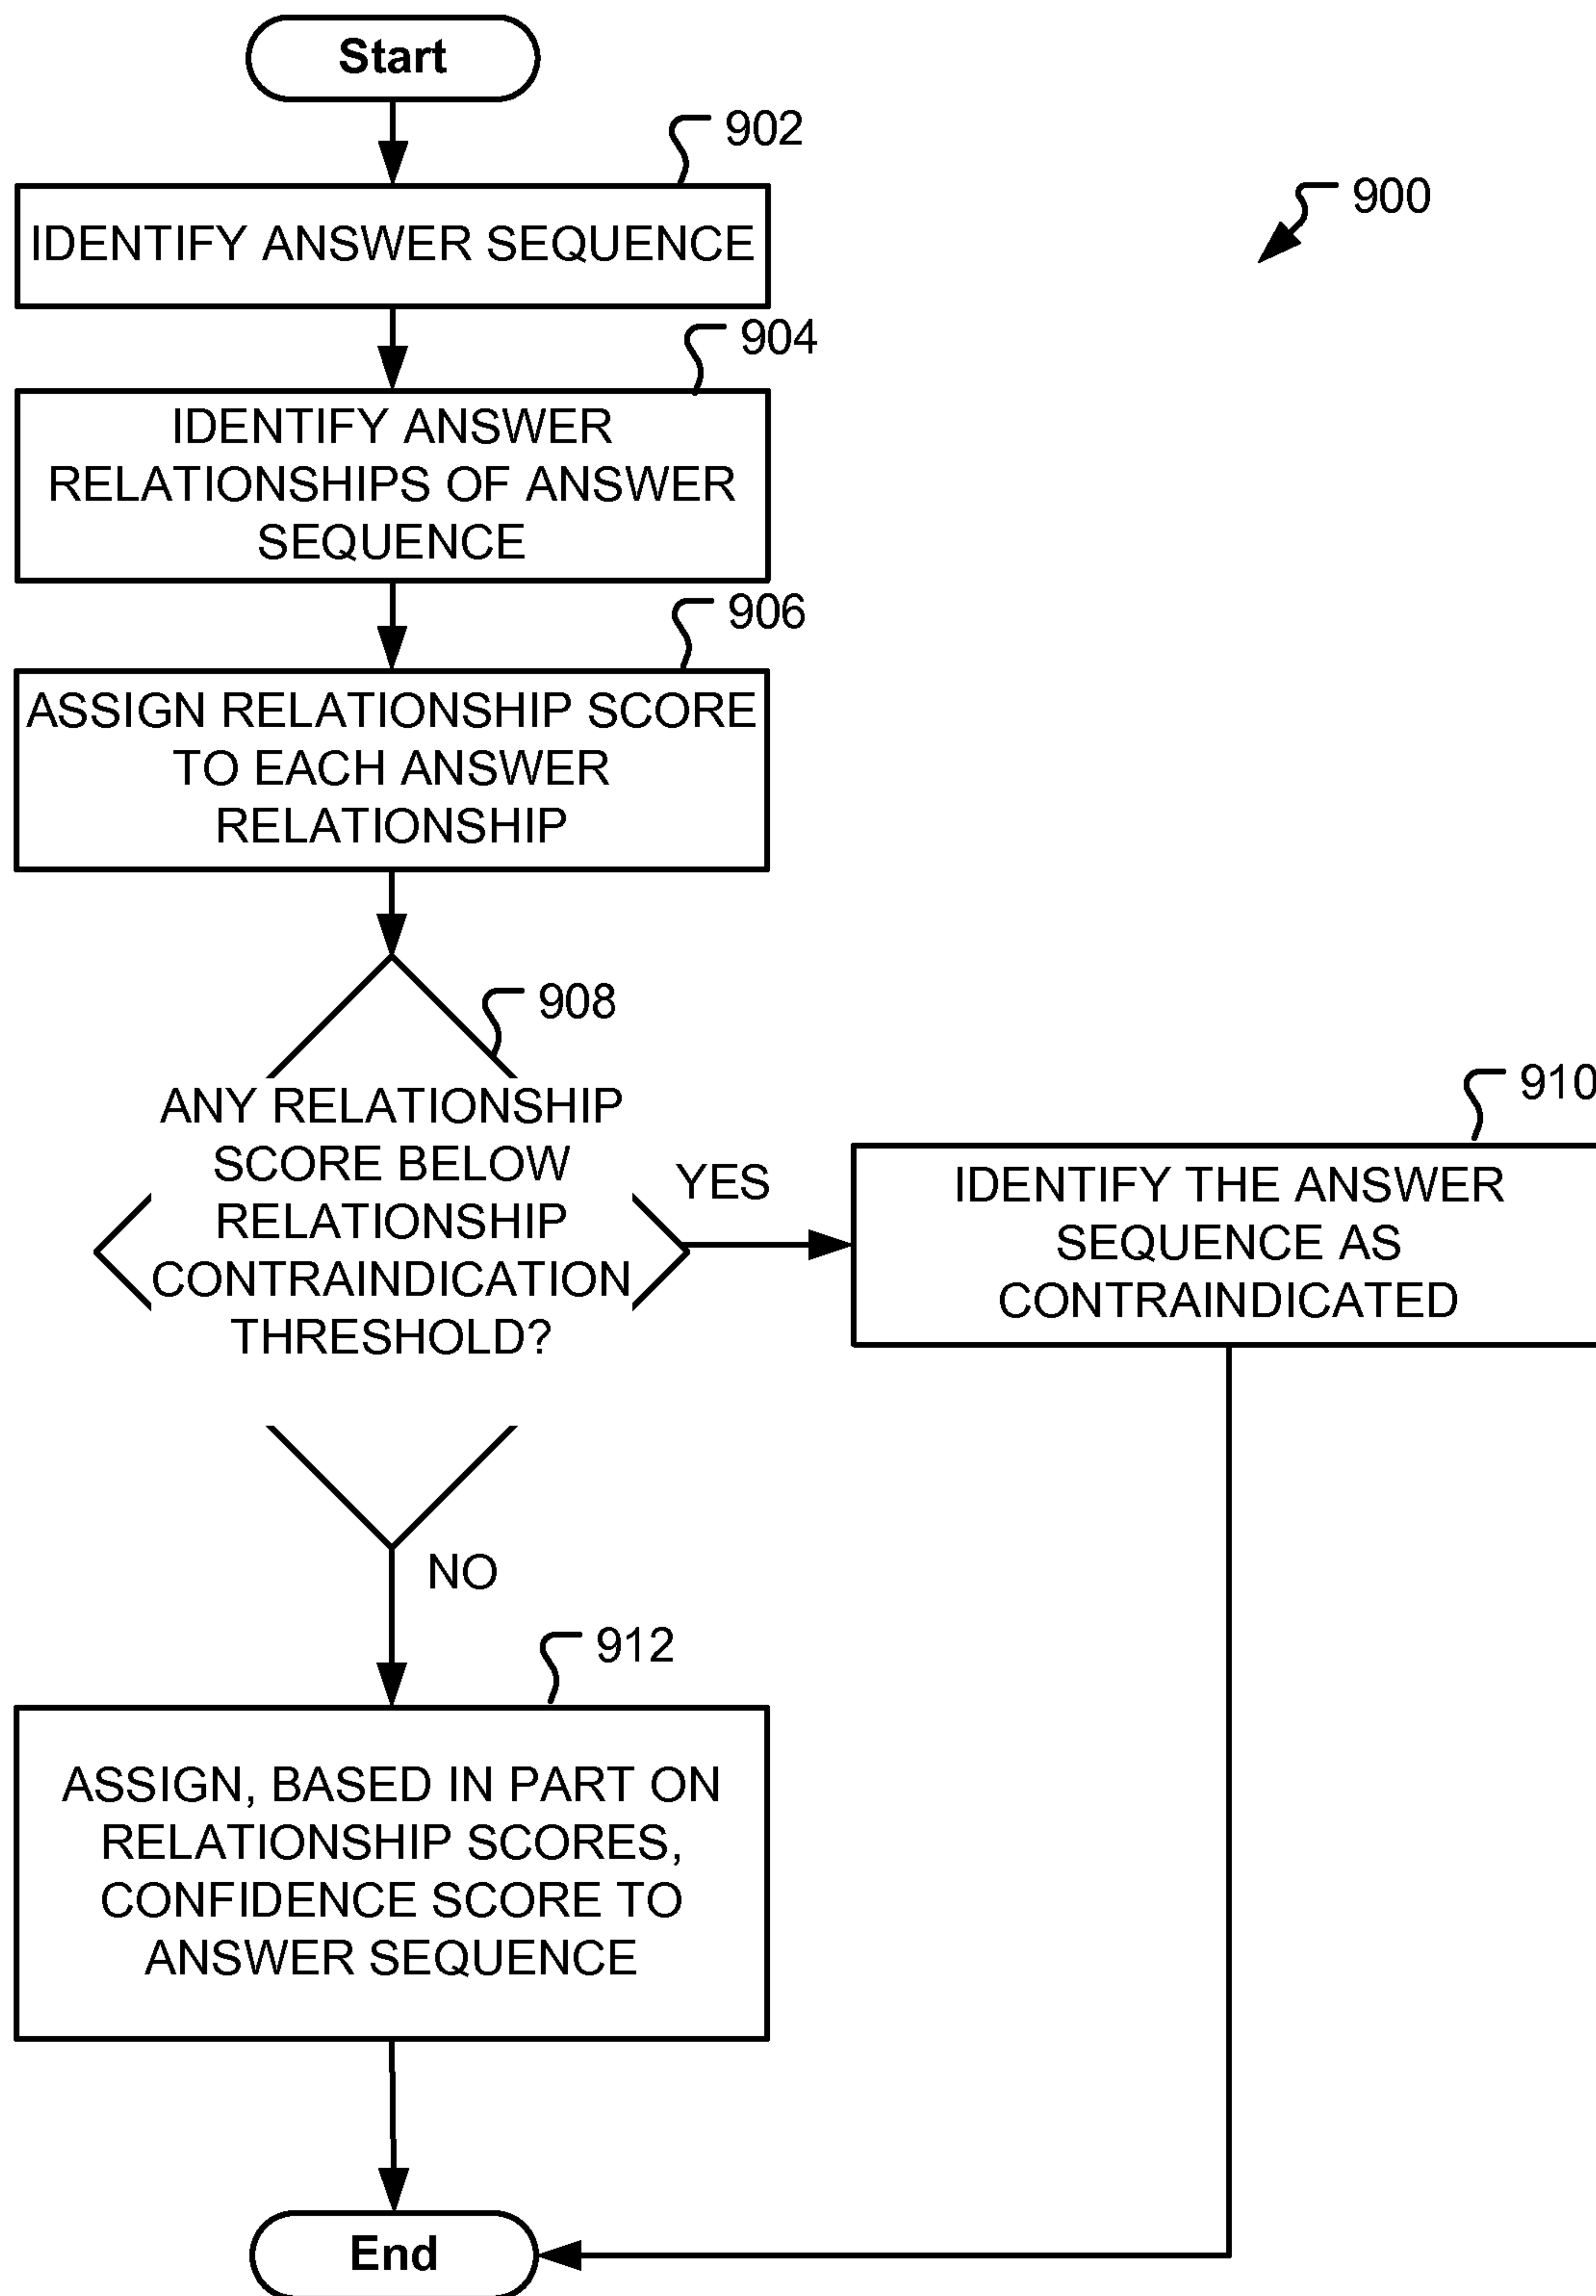 Start
902
900
IDENTIFY ANSWER SEQUENCE
904
IDENTIFY ANSWER
RELATIONSHIPS OF ANSWER
SEQUENCE
906
ASSIGN RELATIONSHIP SCORE
TO EACH ANSWER
RELATIONSHIP
908
ANY RELATIONSHIP
SCORE BELOW
RELATIONSHIP
CONTRAINDICATION
THRESHOLD?
YES
910
IDENTIFY THE ANSWER
SEQUENCE AS
CONTRAINDICATED
NO
912
ASSIGN, BASED IN PART ON
RELATIONSHIP SCORES,
CONFIDENCE SCORE TO
ANSWER SEQUENCE
End